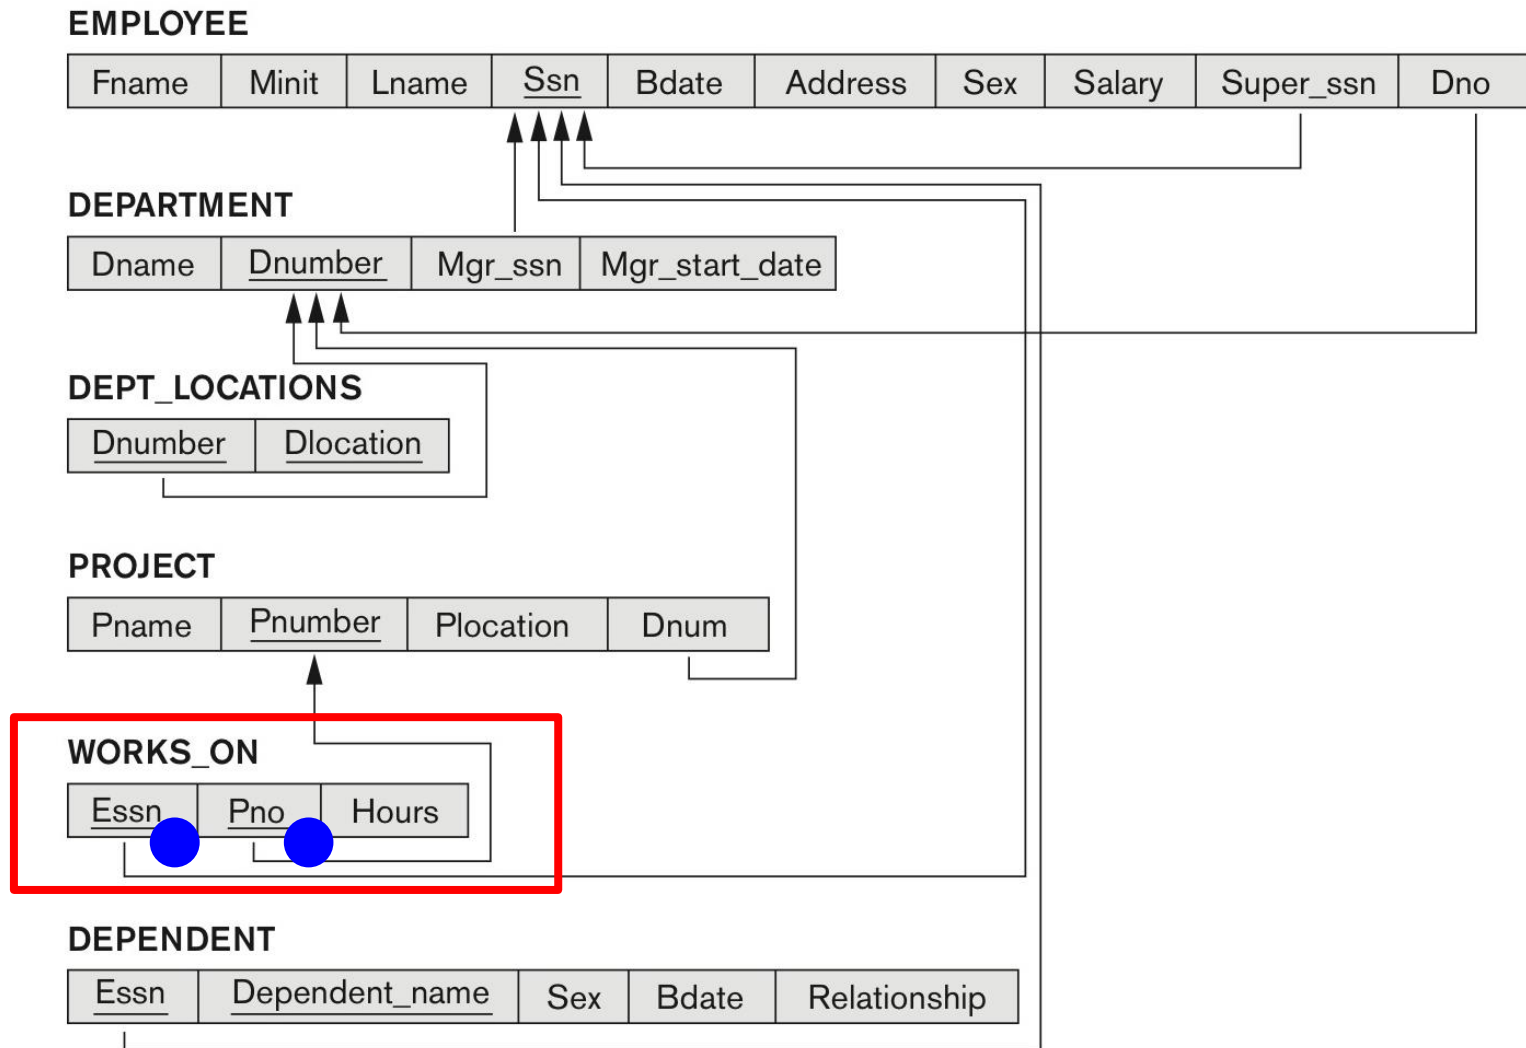 EMPLOYEE
Fname Minit Lname Ssn Bdate Address Sex Salary Super_ssn Dno
DEPARTMENT
Dname Dnumber Mgr_ssn Mgr_start_date
DEPT_LOCATIONS
Dnumber Dlocation
PROJECT
Pname Pnumber Plocation Dnum
WORKS_ON
Essn Pno Hours
DEPENDENT
Essn Dependent_name Sex Bdate Relationship